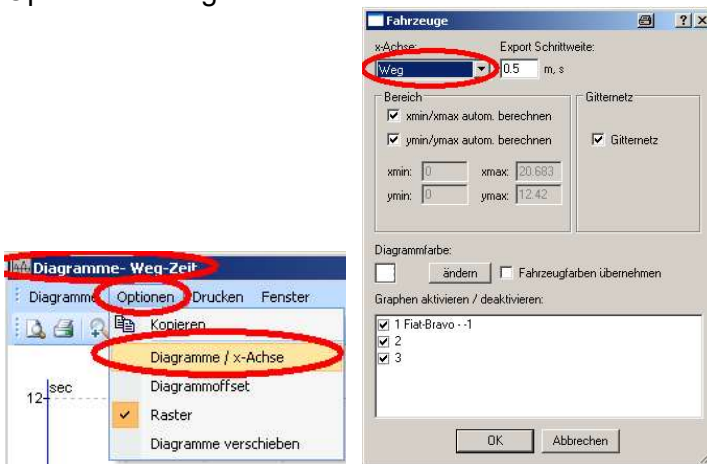 Fahrzeuge
x-Achse: Export Schrittweite:
Weg 0.5 m, s
Bereich Gitternetz
xmin/xmax autom. berechnen
ymin/ymax autom. berechnen Gitternetz
xmin: 0 xmax: 20.683
ymin: 0 ymax: 12.42
Diagrammfarbe:
ändern Fahrzeugfarben übernehmen
Graphen aktivieren / deaktivieren:
1 Fiat-Bravo - -1
2
3
OK Abbrechen
Diagramme- Weg-Zeit
Diagramme Optionen Drucken Fenster
Kopieren
Diagramme / x-Achse
Diagrammoffset
Raster
Diagramme verschieben
sec
12